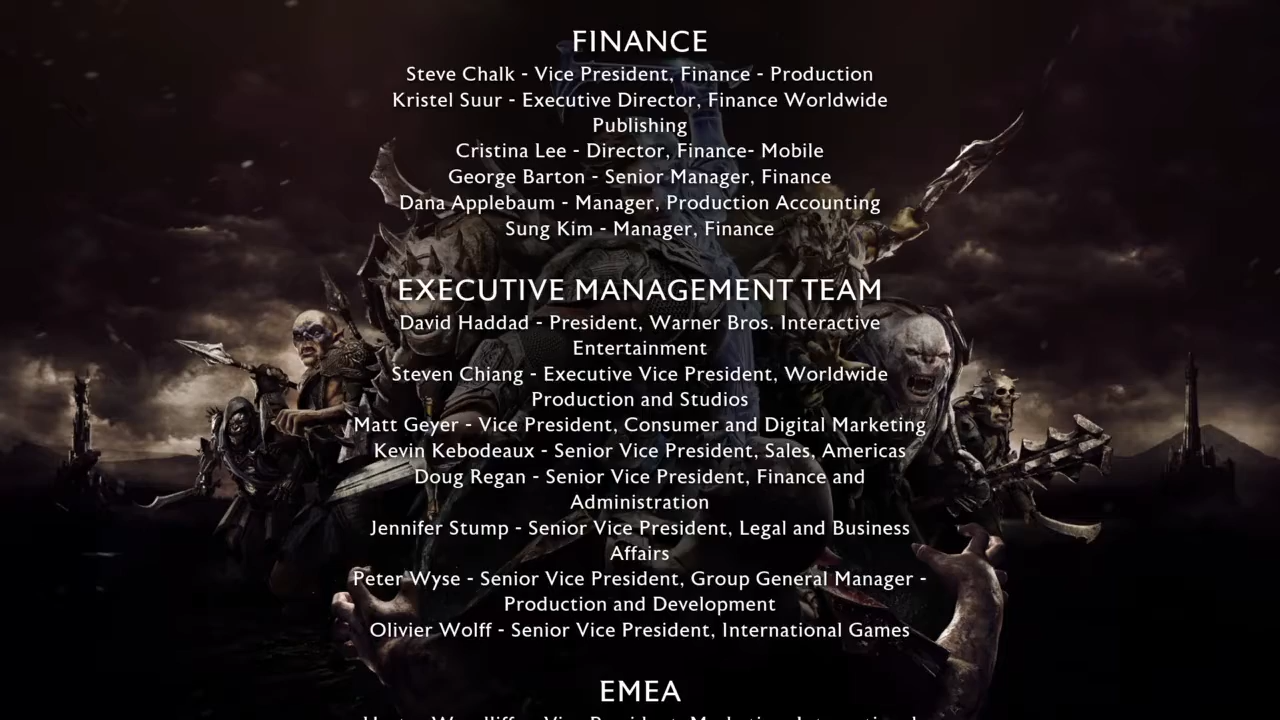 FINANCE
Steve Chalk - Vice President, Finance - Production
Kristel Suur - Executive Director, Finance Worldwide
Publishing
Cristina Lee - Director, Finance- Mobile
George Barton - Senior Manager, Finance
Dana Applebaum - Manager, Production Accounting
Sung Kim - Manager, Finance
EXECUTIVE MANAGEMENT TEAM
David Haddad - President, Warner Bros. Interactive
Entertainment
Steven Chiang - Executive Vice President, Worldwide
Production and Studios
Matt Geyer - Vice President, Consumer and Digital Marketing
Kevin Kebodeaux - Senior Vice President, Sales, Americas
Doug Regan - Senior Vice President, Finance and
Administration
Jennifer Stump - Senior Vice President, Legal and Business
Affairs
Peter Wyse - Senior Vice President, Group General Manager -
Production and Development
Olivier Wolff - Senior Vice President, International Games
EMEA